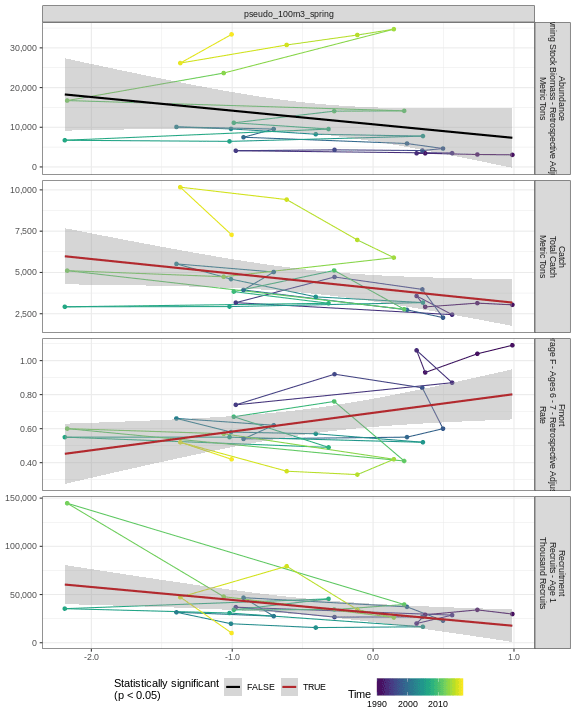 pseudo_100m3_spring
30,000
20,000
10,000
0
Abundance
ning Stock Biomass - Retrospective Adj
Metric Tons
10,000
7,500
5,000
2,500
Catch
Total Catch
Metric Tons
1.00
0.80
0.60
0.40
Fmort
rage F - Ages 6 - 7 - Retrospective Adju
Rate
150,000
100,000
50,000
0
Recruitment
Recruits - Age 1
Thousand Recruits
-2.0 -1.0 0.0 1.0
Statistically significant
(p < 0.05)
FALSE TRUE
Time
1990 2000 2010